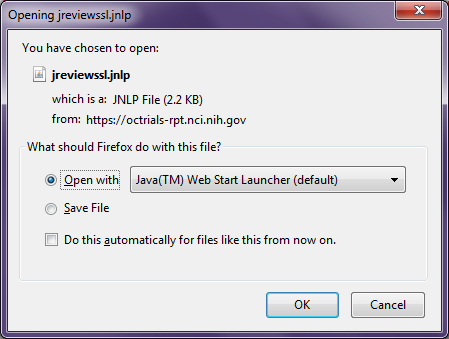 Opening jreviewssl.jnlp
You have chosen to open:
jreviewssl.jnlp
which is a: JNLP File (2.2 KB)
from: https://octrials-rpt.nci.nih.gov
What should Firefox do with this file?
Open with Java(TM) Web Start Launcher (default)
Save File
Do this automatically for files like this from now on.
OK Cancel